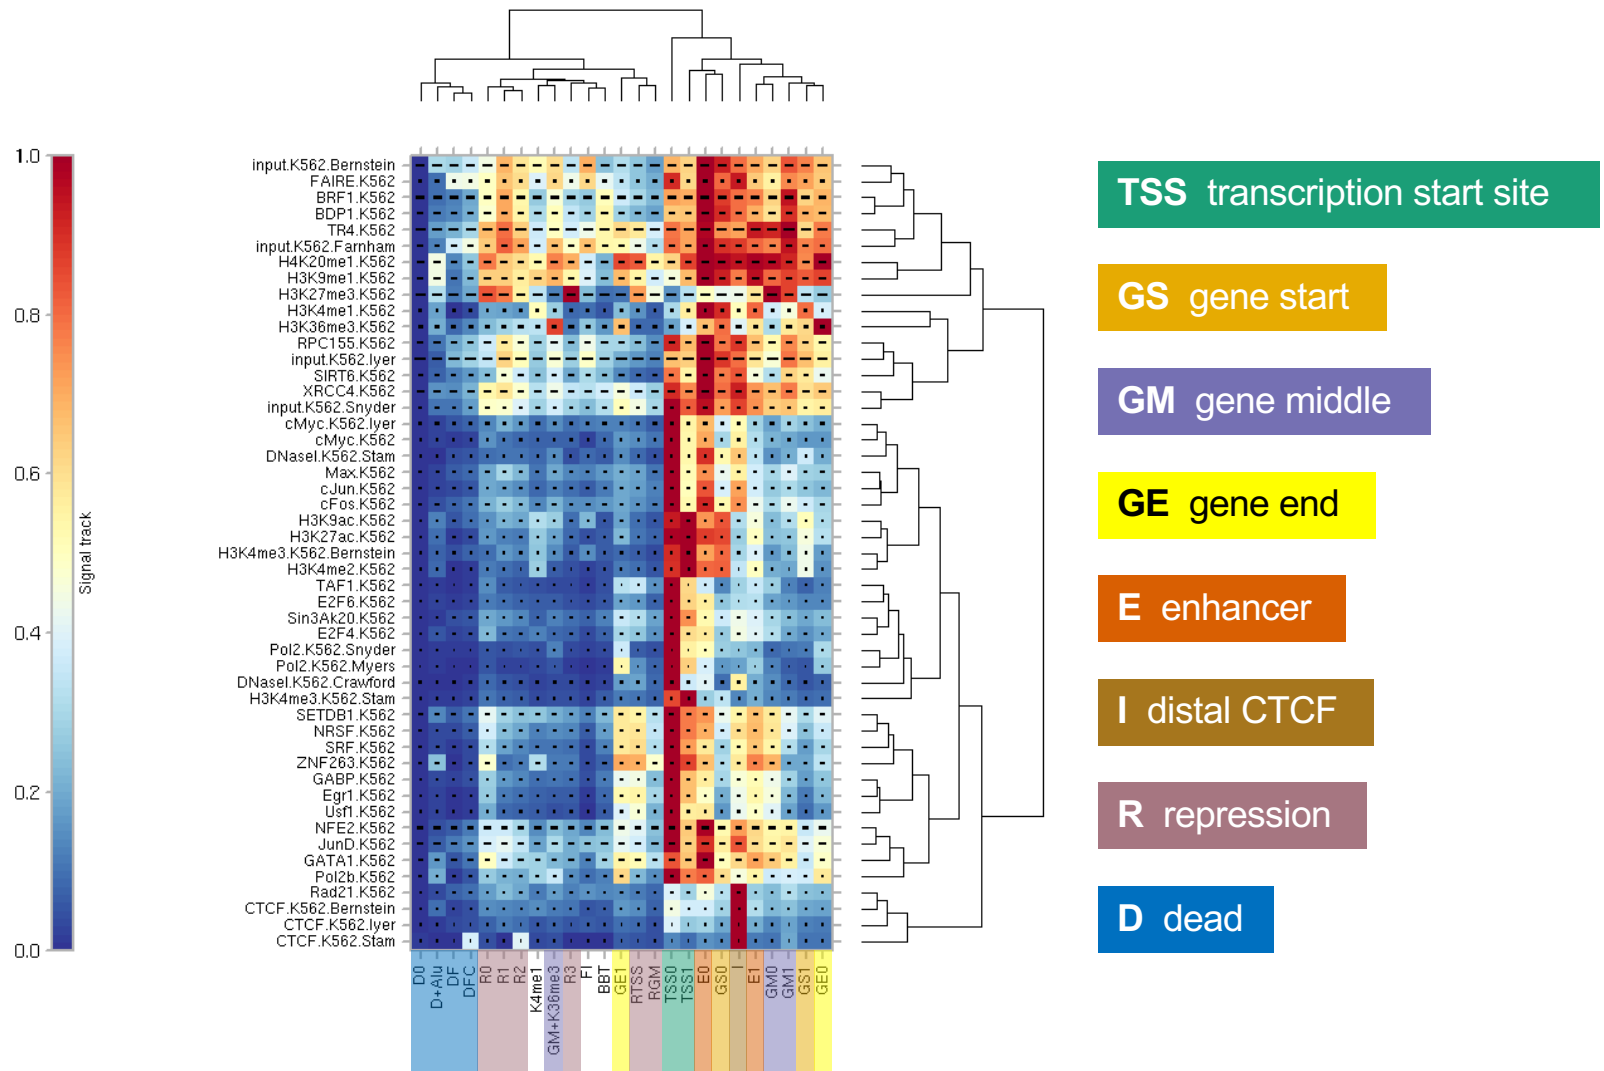 1.0
0.8
0.6
0.4
0.2
0.0
Signal track
input.K562.Bernstein
FAIRE.K562
BRF1.K562
BDP1.K562
TR4.K562
input.K562.Farnham
H4K20me1.K562
H3K9me1.K562
H3K27me3.K562
H3K4me1.K562
H3K36me3.K562
RPC155.K562
input.K562.Iyer
SIRT6.K562
XRCC4.K562
input.K562.Snyder
cMyc.K562.Iyer
cMyc.K562
DNaseI.K562.Stam
Max.K562
cJun.K562
cFos.K562
H3K9ac.K562
H3K27ac.K562
H3K4me3.K562.Bernstein
H3K4me2.K562
TAF1.K562
E2F6.K562
Sin3Ak20.K562
E2F4.K562
Pol2.K562.Snyder
Pol2.K562.Myers
DNaseI.K562.Crawford
H3K4me3.K562.Stam
SETDB1.K562
NRSF.K562
SRF.K562
ZNF263.K562
GABP.K562
Egr1.K562
Usf1.K562
NFE2.K562
JunD.K562
GATA1.K562
Pol2b.K562
Rad21.K562
CTCF.K562.Bernstein
CTCF.K562.Iyer
CTCF.K562.Stam
D0
D+Alu
DF
DFC
R0
R1
R2
K4me1
GM+K36me3
R3
FI
BBT
GE1
RTSS
RGM
TSS0
TSS1
E0
GS0
I
E1
GM0
GM1
GS1
GE0
TSS transcription start site
GS gene start
GM gene middle
GE gene end
E enhancer
I distal CTCF
R repression
D dead